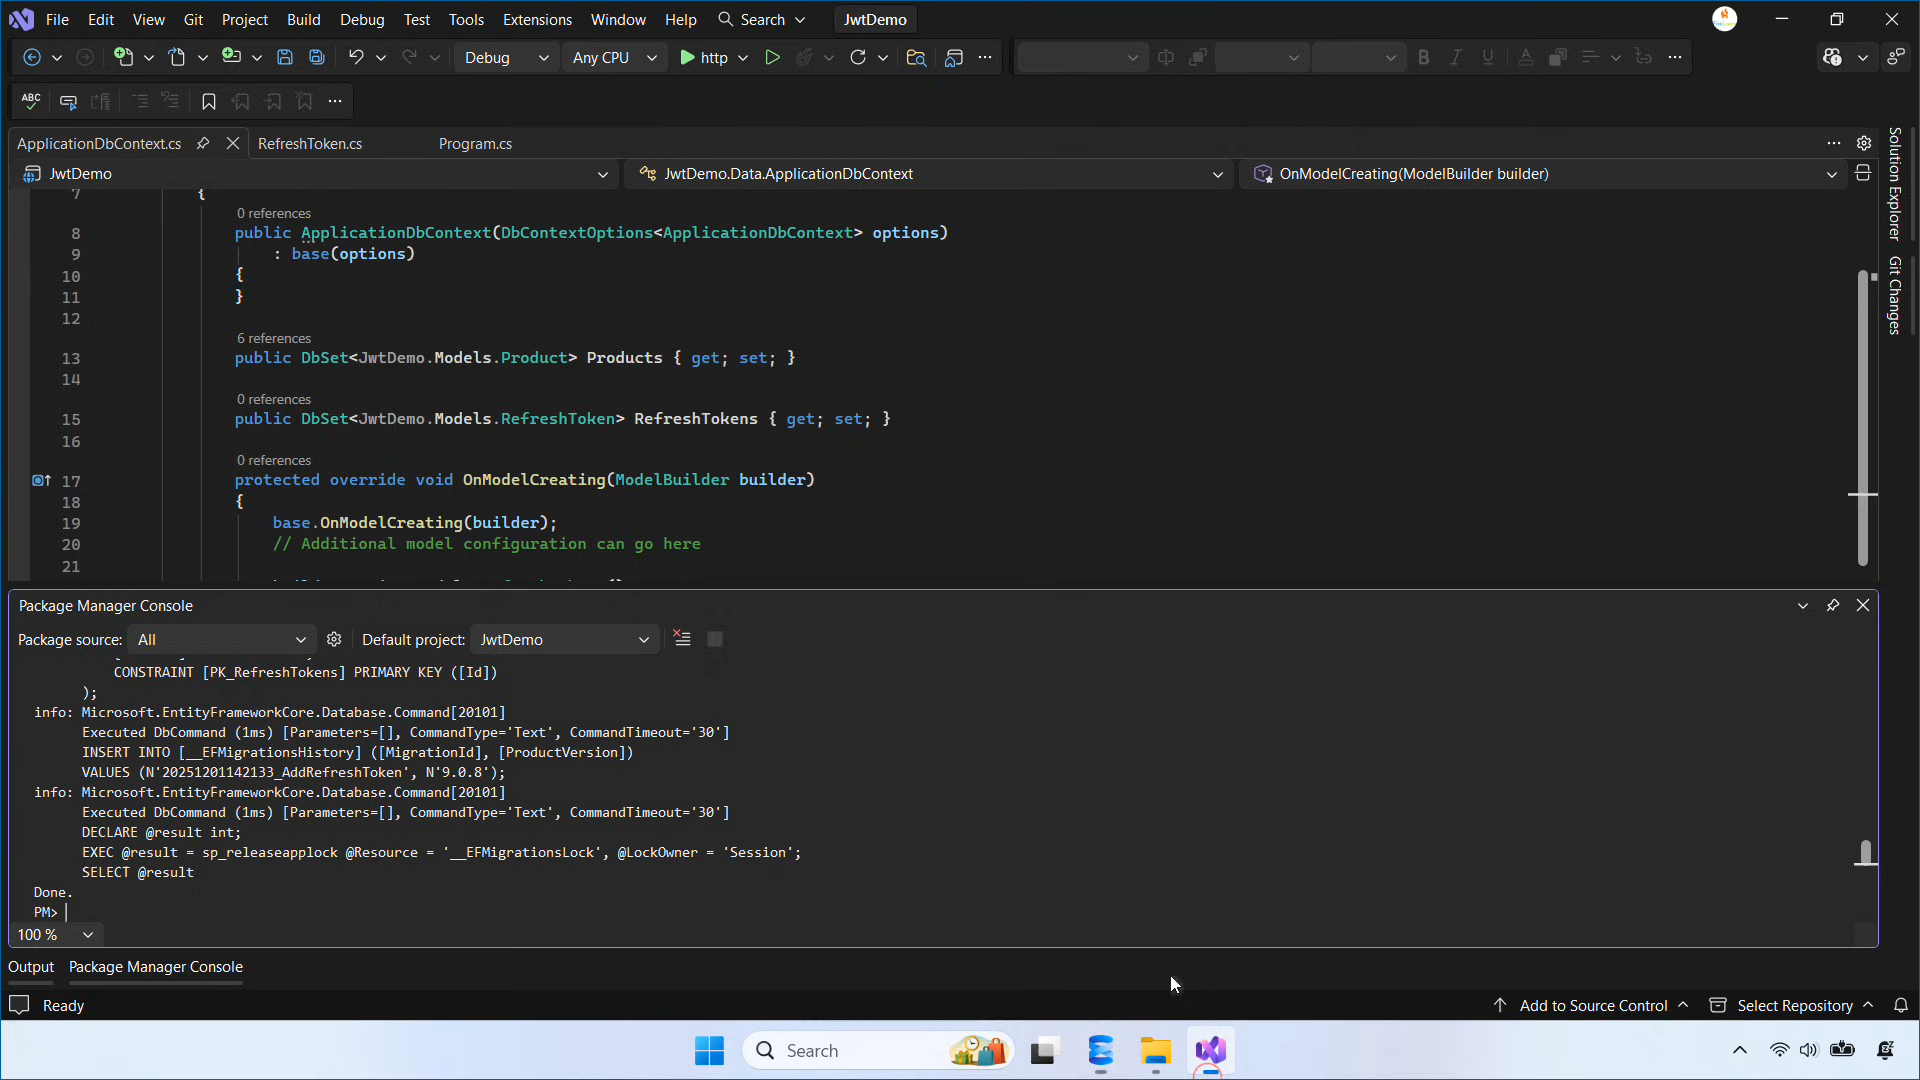 File Edit View Git Project Build Debug Test Tools Extensions Window Help Search JwtDemo
Debug Any CPU http
ABC
ApplicationDbContext.cs RefreshToken.cs Program.cs
JwtDemo JwtDemo.Data.ApplicationDbContext OnModelCreating(ModelBuilder builder)
7 {
0 references
8 public ApplicationDbContext(DbContextOptions<ApplicationDbContext> options)
9 : base(options)
10 {
11 }
12
6 references
13 public DbSet<JwtDemo.Models.Product> Products { get; set; }
14
0 references
15 public DbSet<JwtDemo.Models.RefreshToken> RefreshTokens { get; set; }
16
0 references
17 protected override void OnModelCreating(ModelBuilder builder)
18 {
19 base.OnModelCreating(builder);
20 // Additional model configuration can go here
21
Solution Explorer
Git Changes
Package Manager Console
Package source: All Default project: JwtDemo
CONSTRAINT [PK_RefreshTokens] PRIMARY KEY ([Id])
);
info: Microsoft.EntityFrameworkCore.Database.Command[20101]
Executed DbCommand (1ms) [Parameters=[], CommandType='Text', CommandTimeout='30']
INSERT INTO [__EFMigrationsHistory] ([MigrationId], [ProductVersion])
VALUES (N'20251201142133_AddRefreshToken', N'9.0.8');
info: Microsoft.EntityFrameworkCore.Database.Command[20101]
Executed DbCommand (1ms) [Parameters=[], CommandType='Text', CommandTimeout='30']
DECLARE @result int;
EXEC @result = sp_releaseapplock @Resource = '__EFMigrationsLock', @LockOwner = 'Session';
SELECT @result
Done.
PM>
100 %
Output Package Manager Console
Ready Add to Source Control Select Repository
Search